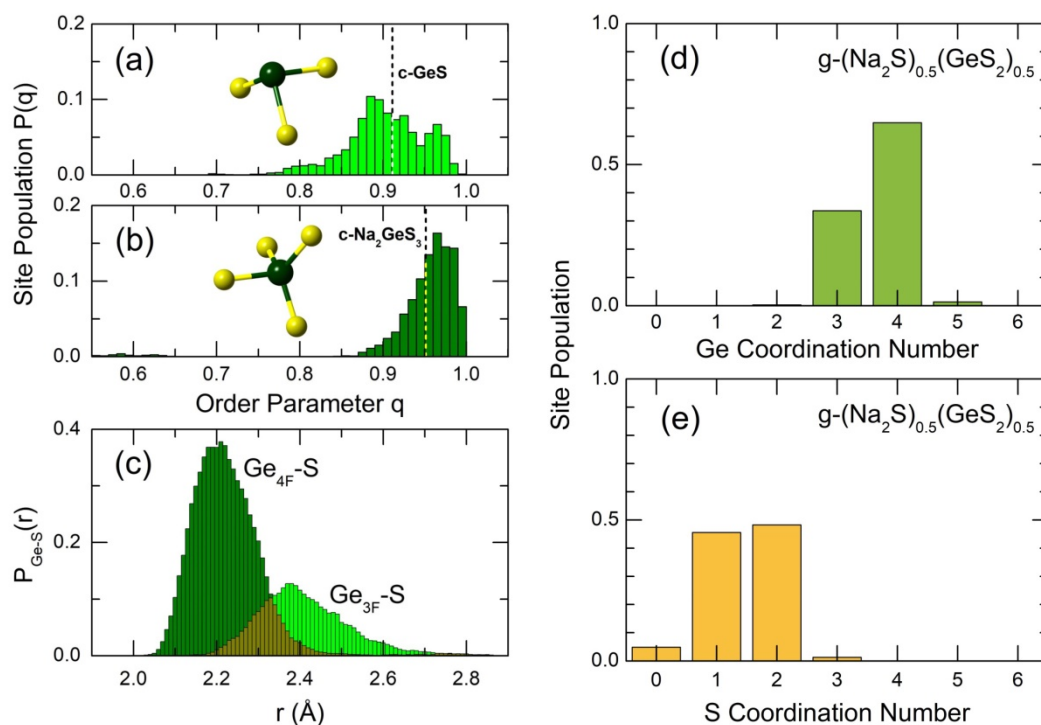 Site Population P(q)
0.2
0.1
0.0
(a)
c-GeS
0.6 0.7 0.8 0.9 1.0
0.2
0.1
0.0
(b)
c-Na₂GeS₃
0.6 0.7 0.8 0.9 1.0
Order Parameter q
P_Ge-S(r)
0.4
0.2
0.0
(c)
Ge₄F-S
Ge₃F-S
2.0 2.2 2.4 2.6 2.8
r (Å)
Site Population
1.0
0.5
0.0
(d)
g-(Na₂S)₀.₅(GeS₂)₀.₅
0 1 2 3 4 5 6
Ge Coordination Number
1.0
0.5
0.0
(e)
g-(Na₂S)₀.₅(GeS₂)₀.₅
0 1 2 3 4 5 6
S Coordination Number